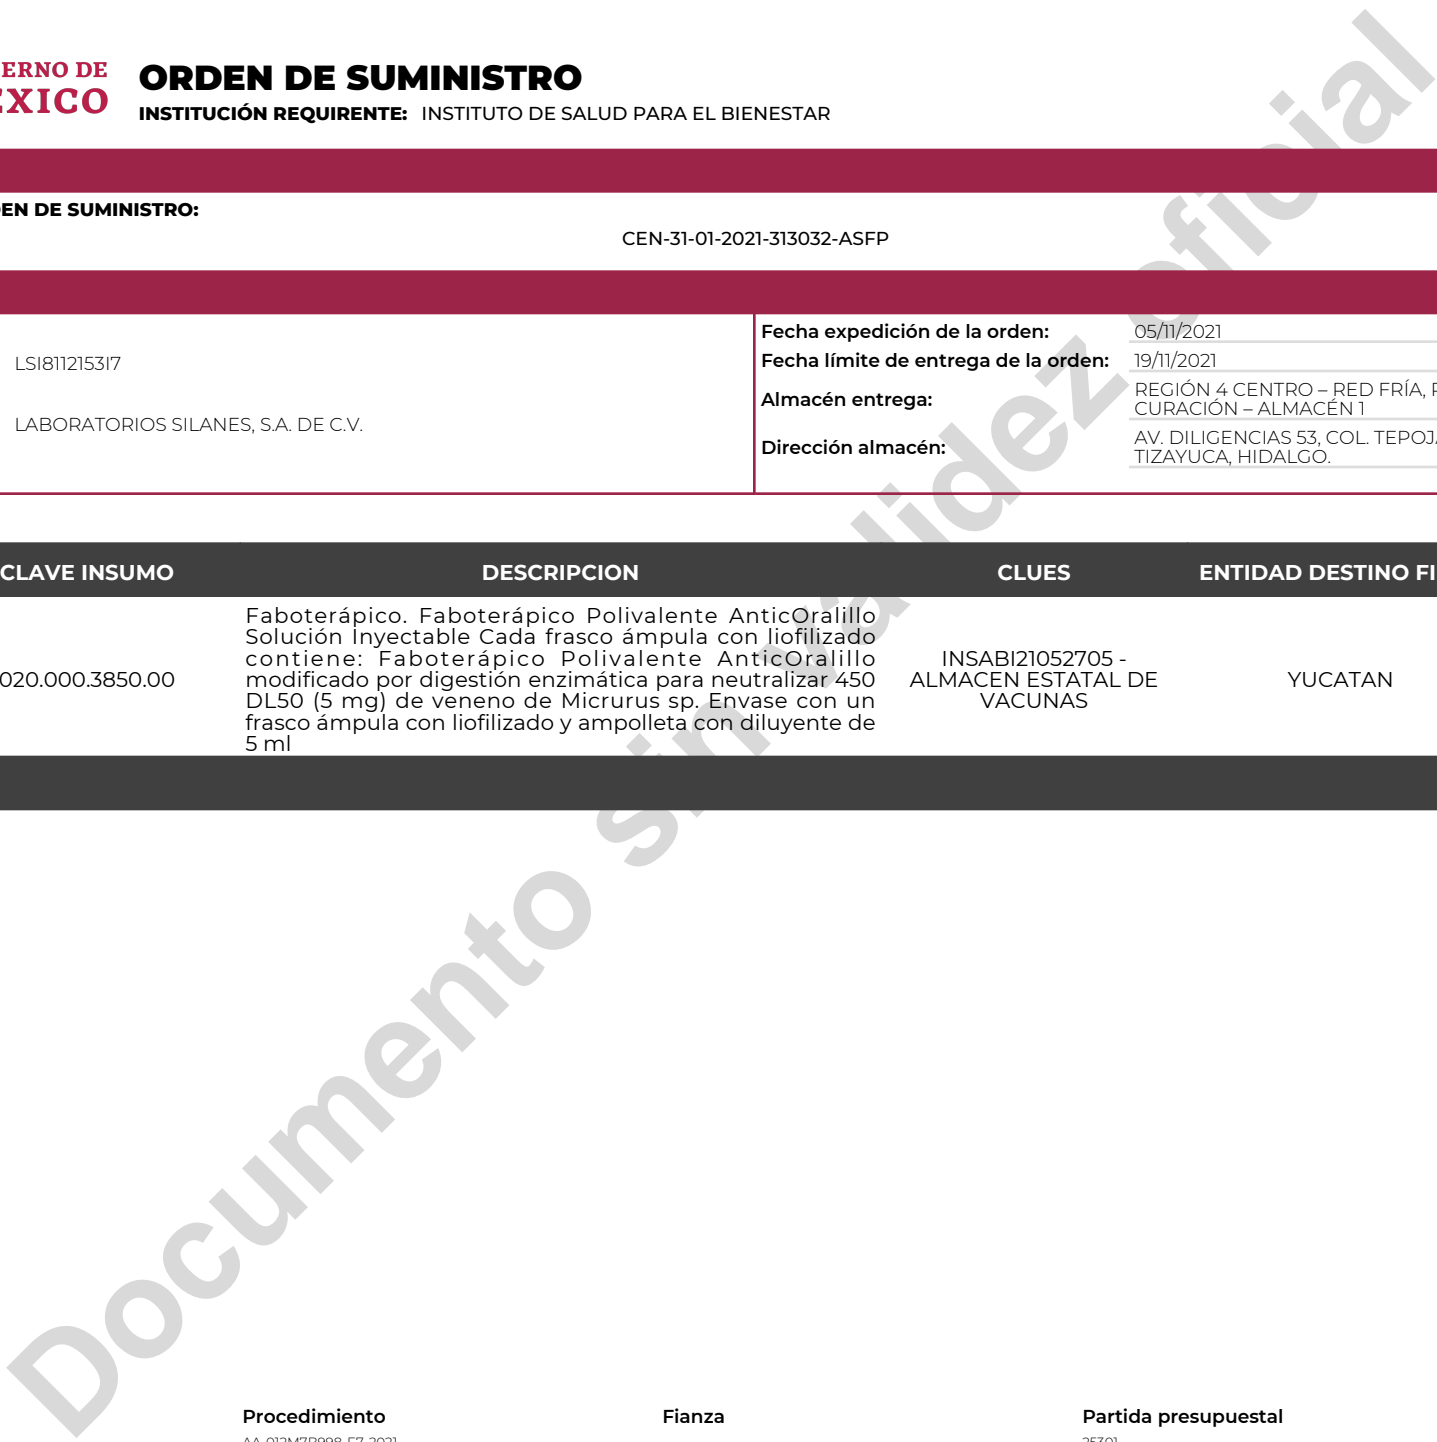 ERNO DE
ÉXICO
ORDEN DE SUMINISTRO
INSTITUCIÓN REQUIRENTE: INSTITUTO DE SALUD PARA EL BIENESTAR
EN DE SUMINISTRO:
CEN-31-01-2021-313032-ASFP
LSI8112153I7
LABORATORIOS SILANES, S.A. DE C.V.
Fecha expedición de la orden: 05/11/2021
Fecha límite de entrega de la orden: 19/11/2021
Almacén entrega: REGIÓN 4 CENTRO – RED FRÍA,
CURACIÓN – ALMACÉN 1
Dirección almacén: AV. DILIGENCIAS 53, COL. TEPOJ
TIZAYUCA, HIDALGO.
CLAVE INSUMO DESCRIPCION CLUES ENTIDAD DESTINO FI
020.000.3850.00
Faboterápico. Faboterápico Polivalente AnticOralillo
Solución Inyectable Cada frasco ámpula con liofilizado
contiene: Faboterápico Polivalente AnticOralillo
modificado por digestión enzimática para neutralizar 450
DL50 (5 mg) de veneno de Micrurus sp. Envase con un
frasco ámpula con liofilizado y ampolleta con diluyente de
5 ml
INSABI21052705 -
ALMACEN ESTATAL DE
VACUNAS
YUCATAN
Documento sin validez oficial
Procedimiento Fianza Partida presupuestal